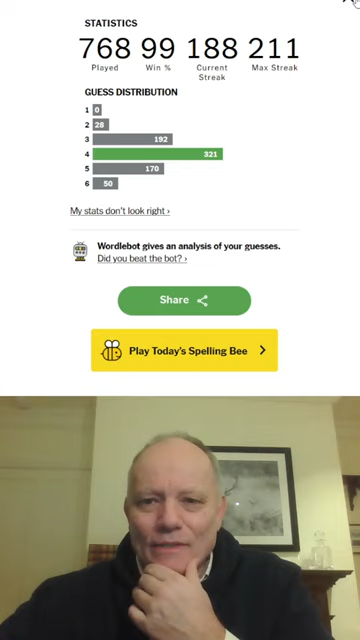 STATISTICS
768 99 188 211
Played Win % Current Streak Max Streak
GUESS DISTRIBUTION
1 0
2 28
3 192
4 321
5 170
6 50
My stats don't look right ›
Wordlebot gives an analysis of your guesses.
Did you beat the bot? ›
Share
Play Today's Spelling Bee